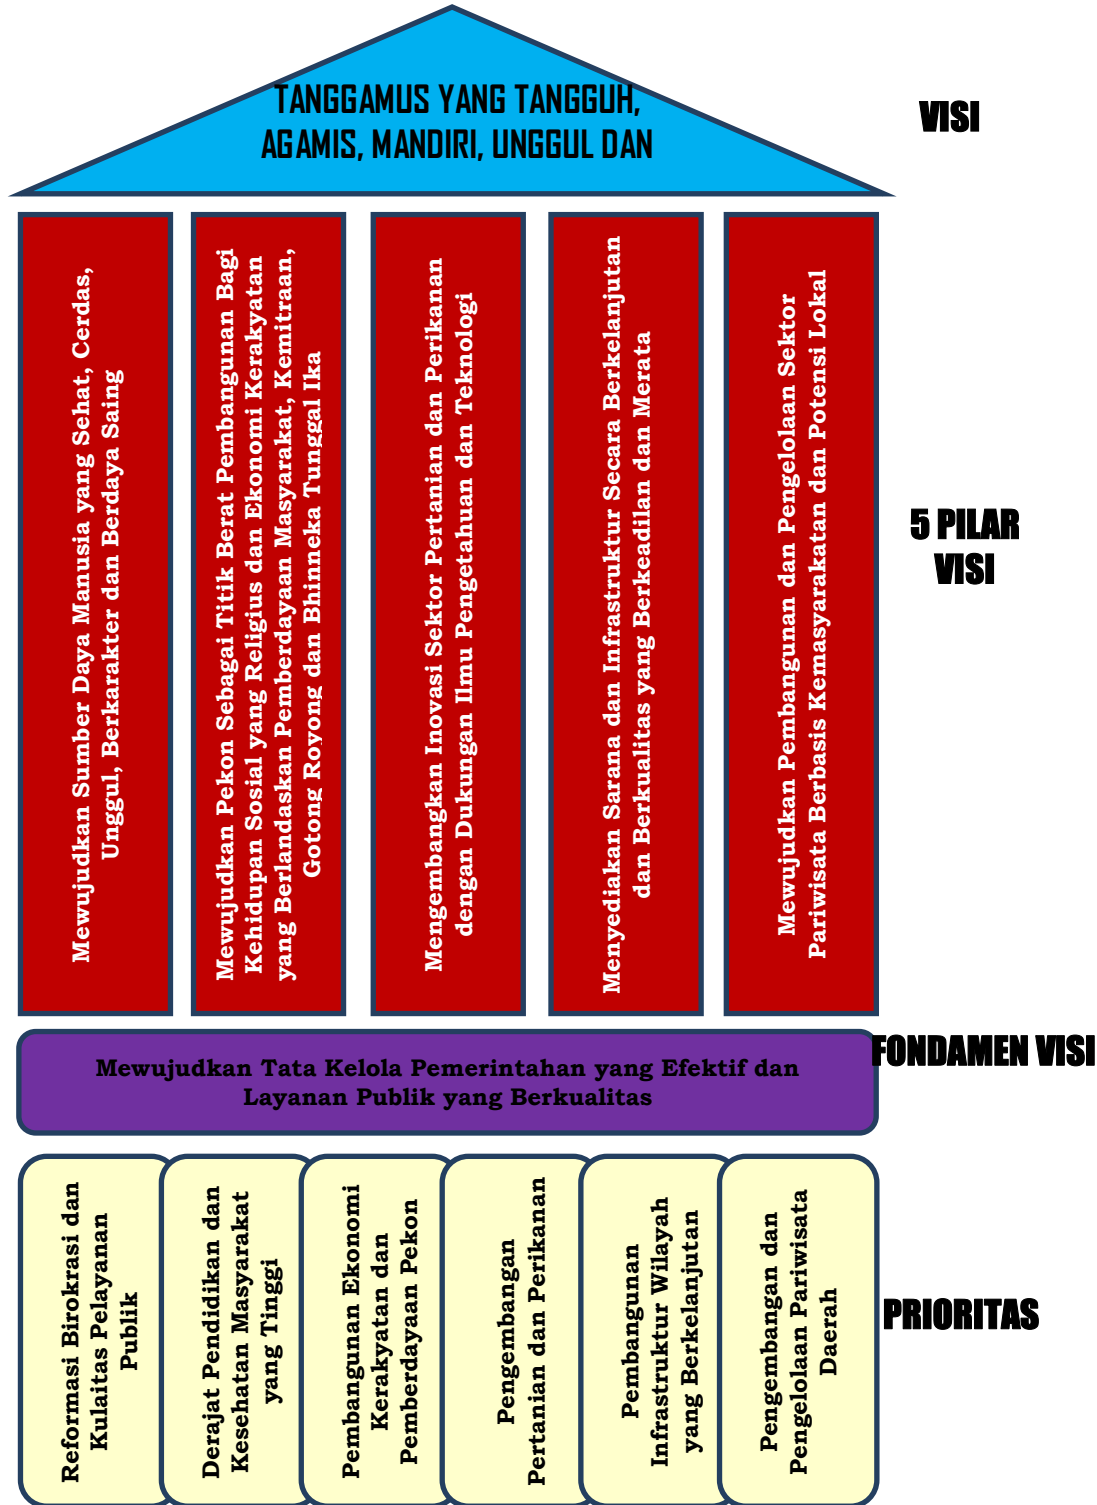 TANGGAMUS YANG TANGGUH,
AGAMIS, MANDIRI, UNGGUL DAN
VISI
Mewujudkan Sumber Daya Manusia yang Sehat, Cerdas,
Unggul, Berkarakter dan Berdaya Saing
Mewujudkan Pekon Sebagai Titik Berat Pembangunan Bagi
Kehidupan Sosial yang Religius dan Ekonomi Kerakyatan
yang Berlandaskan Pemberdayaan Masyarakat, Kemitraan,
Gotong Royong dan Bhinneka Tunggal Ika
Mengembangkan Inovasi Sektor Pertanian dan Perikanan
dengan Dukungan Ilmu Pengetahuan dan Teknologi
Menyediakan Sarana dan Infrastruktur Secara Berkelanjutan
dan Berkualitas yang Berkeadilan dan Merata
Mewujudkan Pembangunan dan Pengelolaan Sektor
Pariwisata Berbasis Kemasyarakatan dan Potensi Lokal
5 PILAR
VISI
Mewujudkan Tata Kelola Pemerintahan yang Efektif dan
Layanan Publik yang Berkualitas
FONDAMEN VISI
Reformasi Birokrasi dan
Kulaitas Pelayanan
Publik
Derajat Pendidikan dan
Kesehatan Masyarakat
yang Tinggi
Pembangunan Ekonomi
Kerakyatan dan
Pemberdayaan Pekon
Pengembangan
Pertanian dan Perikanan
Pembangunan
Infrastruktur Wilayah
yang Berkelanjutan
Pengembangan dan
Pengelolaan Pariwisata
Daerah
PRIORITAS